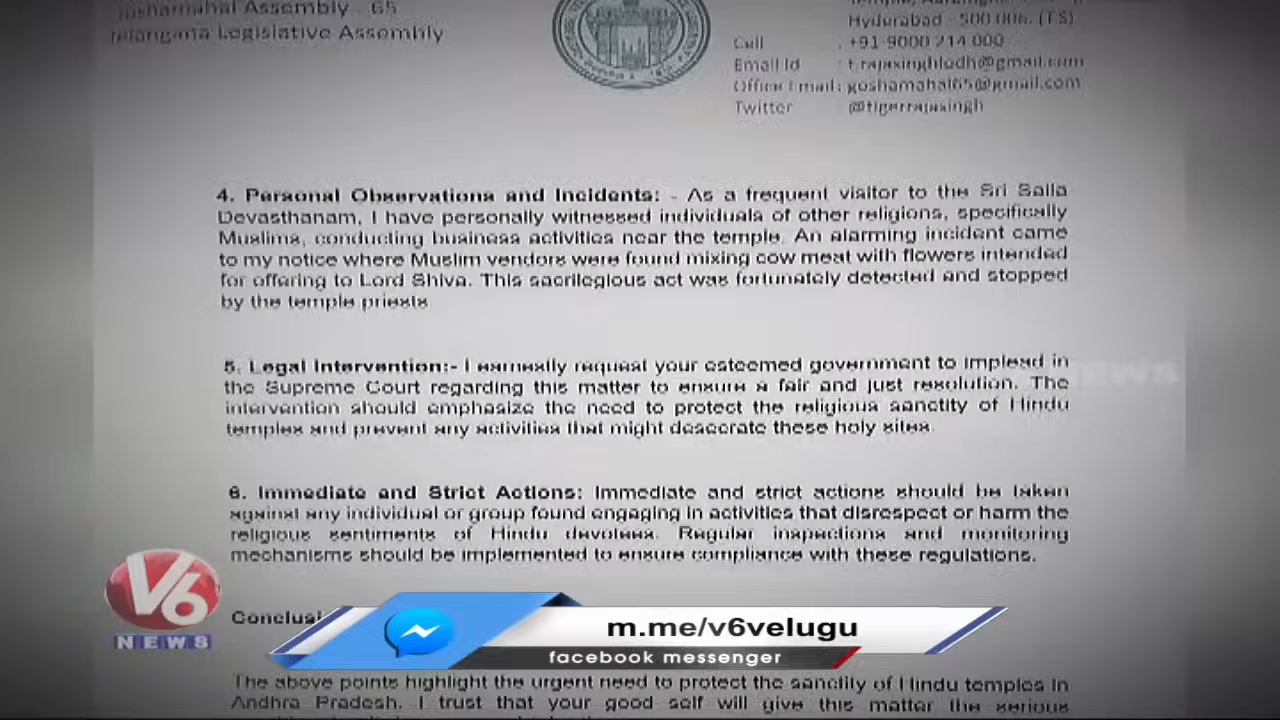 Goshamahal Assembly - 65
Telangana Legislative Assembly
Hyderabad - 500 006. (T.S)
Cell : +91-9000 214 000
Email Id : t.rajasinghlodh@gmail.com
Office Email : goshamahal65@gmail.com
Twitter @tigerrajasingh
4. Personal Observations and Incidents: - As a frequent visitor to the Sri Saila
Devasthanam, I have personally witnessed individuals of other religions, specifically
Muslims, conducting business activities near the temple. An alarming incident came
to my notice where Muslim vendors were found mixing cow meat with flowers intended
for offering to Lord Shiva. This sacrilegious act was fortunately detected and stopped
by the temple priests
5. Legal Intervention:- I earnestly request your esteemed government to implead in
the Supreme Court regarding this matter to ensure a fair and just resolution. The
intervention should emphasize the need to protect the religious sanctity of Hindu
temples and prevent any activities that might desecrate these holy sites.
6. Immediate and Strict Actions: Immediate and strict actions should be taken
against any individual or group found engaging in activities that disrespect or harm the
religious sentiments of Hindu devotees. Regular inspections and monitoring
mechanisms should be implemented to ensure compliance with these regulations.
Conclusi
The above points highlight the urgent need to protect the sanctity of Hindu temples in
Andhra Pradesh. I trust that your good self will give this matter the serious
NEWS
V6
NEWS
m.me/v6velugu
facebook messenger